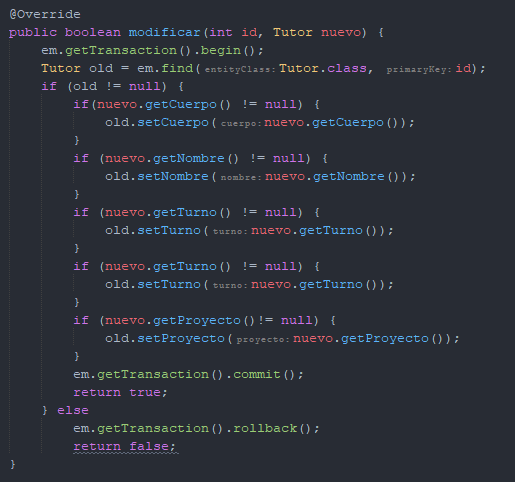 @Override
public boolean modificar(int id, Tutor nuevo) {
    em.getTransaction().begin();
    Tutor old = em.find(entityClass: Tutor.class, primaryKey: id);
    if (old != null) {
        if(nuevo.getCuerpo() != null) {
            old.setCuerpo(cuerpo: nuevo.getCuerpo());
        }
        if (nuevo.getNombre() != null) {
            old.setNombre(nombre: nuevo.getNombre());
        }
        if (nuevo.getTurno() != null) {
            old.setTurno(turno: nuevo.getTurno());
        }
        if (nuevo.getTurno() != null) {
            old.setTurno(turno: nuevo.getTurno());
        }
        if (nuevo.getProyecto()!= null) {
            old.setProyecto(proyecto: nuevo.getProyecto());
        }
        em.getTransaction().commit();
        return true;
    } else
        em.getTransaction().rollback();
        return false;
}